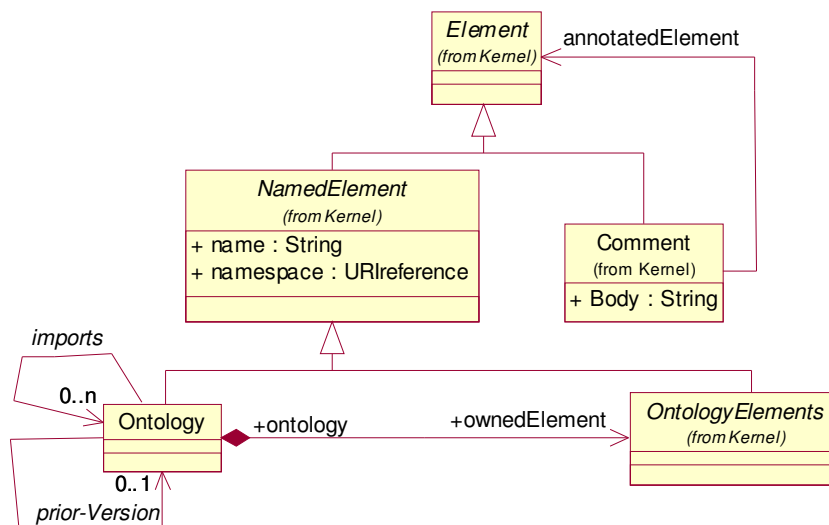 Element
(from Kernel)
annotatedElement
NamedElement
(from Kernel)
+ name : String
+ namespace : URIreference
Comment
(from Kernel)
+ Body : String
imports
0..n
Ontology
+ontology
+ownedElement
OntologyElements
(from Kernel)
0..1
prior-Version